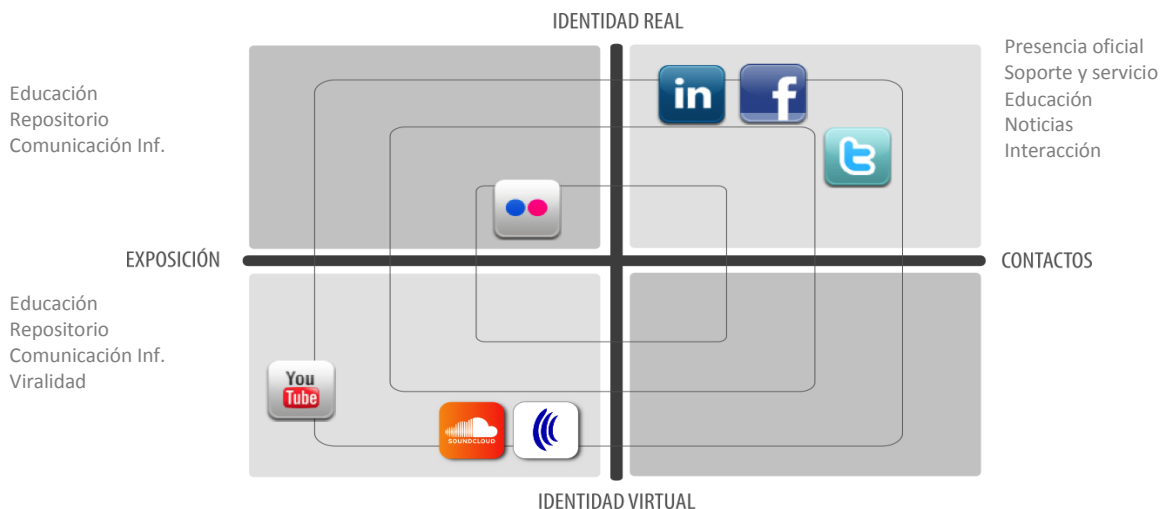 IDENTIDAD REAL
Presencia oficial
Soporte y servicio
Educación
Noticias
Interacción
Educación
Repositorio
Comunicación Inf.
in
f
t
EXPOSICIÓN
CONTACTOS
Educación
Repositorio
Comunicación Inf.
Viralidad
You
Tube
SOUNDCLOUD
IDENTIDAD VIRTUAL